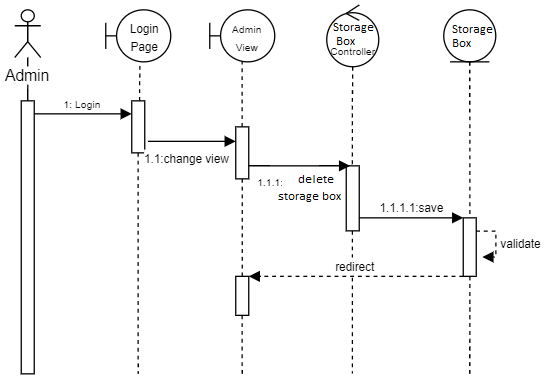 Admin
Login
Page
Admin
View
Storage
Box
Controller
Storage
Box
1: Login
1.1:change view
1.1.1: delete
storage box
1.1.1.1:save
validate
redirect